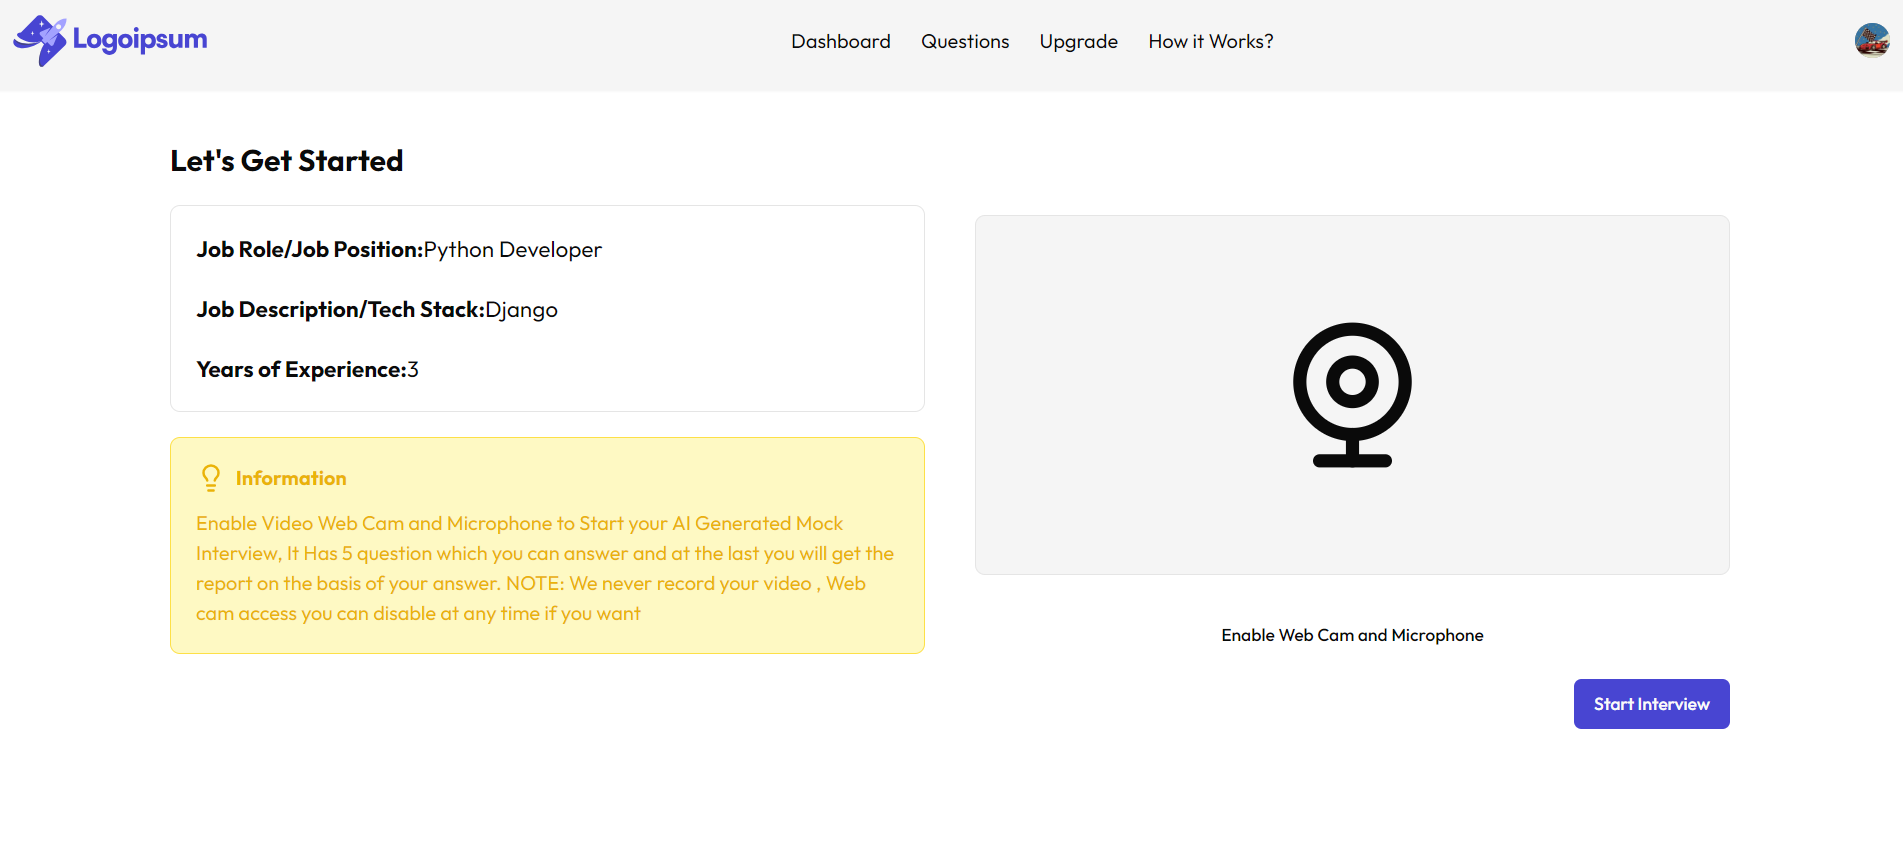 Logoipsum
Dashboard Questions Upgrade How it Works?
Let's Get Started
Job Role/Job Position:Python Developer
Job Description/Tech Stack:Django
Years of Experience:3
Information
Enable Video Web Cam and Microphone to Start your AI Generated Mock
Interview, It Has 5 question which you can answer and at the last you will get the
report on the basis of your answer. NOTE: We never record your video , Web
cam access you can disable at any time if you want
Enable Web Cam and Microphone
Start Interview